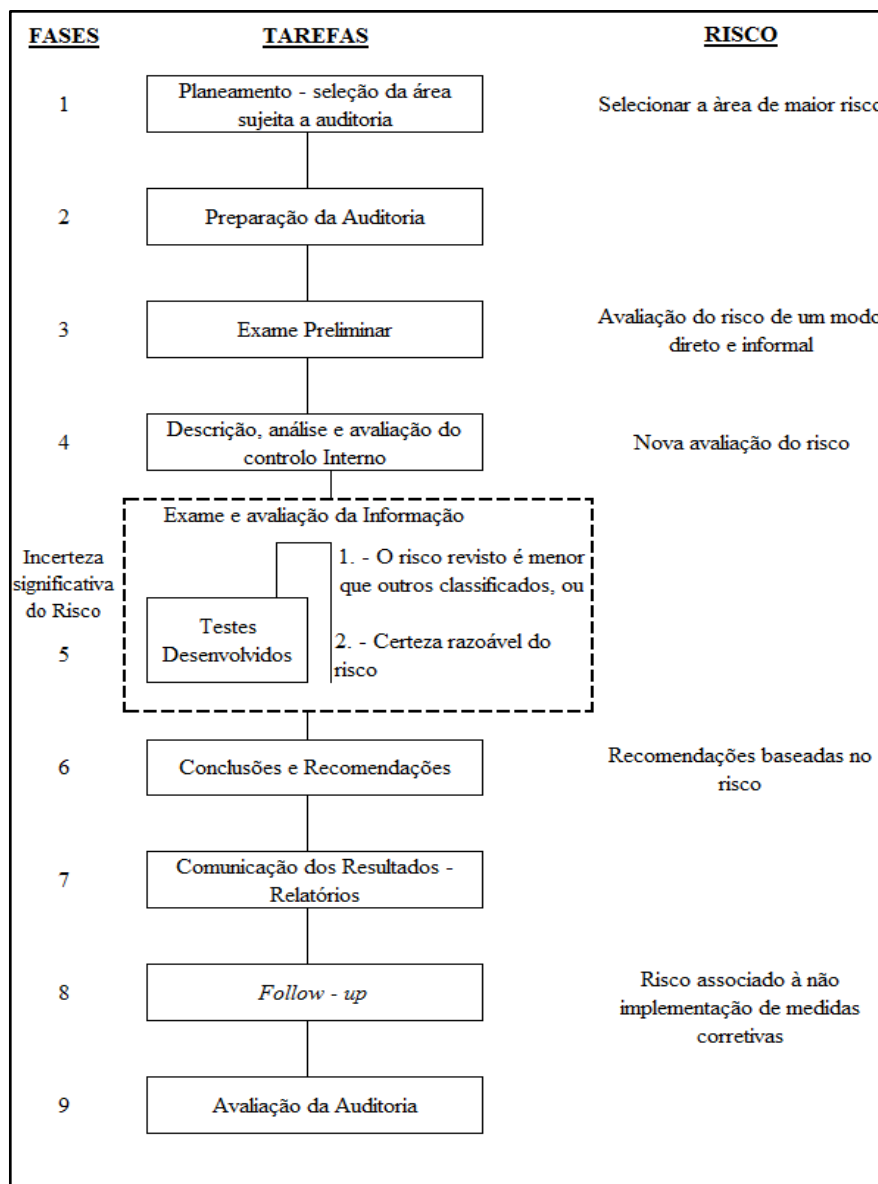 FASES TAREFAS RISCO
1 Planeamento - seleção da área
sujeita a auditoria
Selecionar a àrea de maior risco
2 Preparação da Auditoria
3 Exame Preliminar
Avaliação do risco de um modo
direto e informal
4 Descrição, análise e avaliação do
controlo Interno
Nova avaliação do risco
Exame e avaliação da Informação
Incerteza
significativa
do Risco
5
Testes
Desenvolvidos
1. - O risco revisto é menor
que outros classificados, ou
2. - Certeza razoável do
risco
6 Conclusões e Recomendações
Recomendações baseadas no
risco
7 Comunicação dos Resultados -
Relatórios
8 Follow - up
Risco associado à não
implementação de medidas
corretivas
9 Avaliação da Auditoria